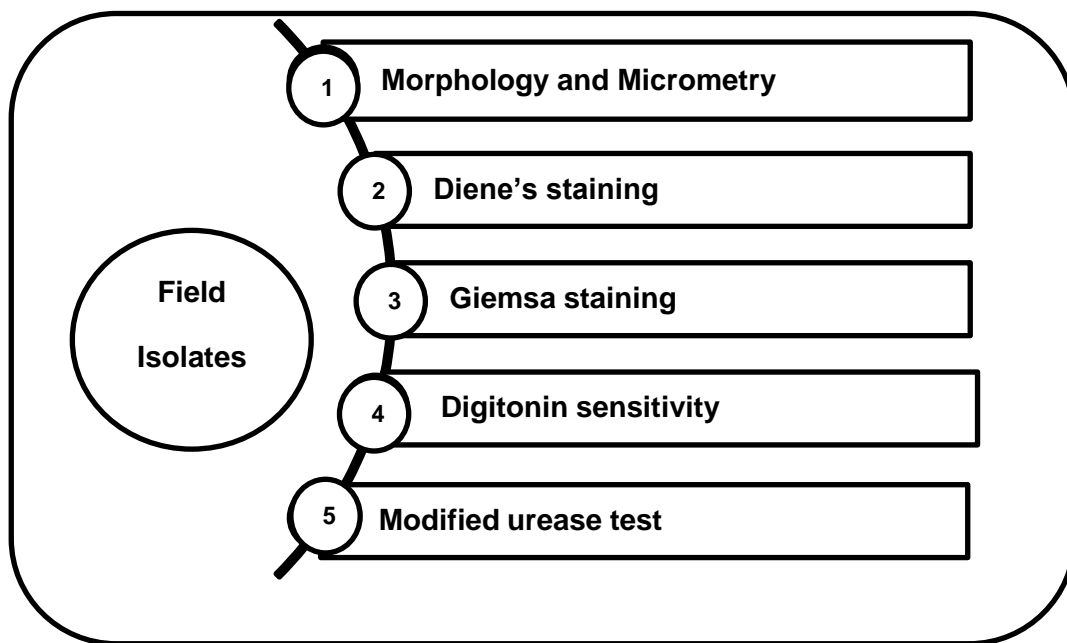 Field
Isolates
1 Morphology and Micrometry
2 Diene’s staining
3 Giemsa staining
4 Digitonin sensitivity
5 Modified urease test